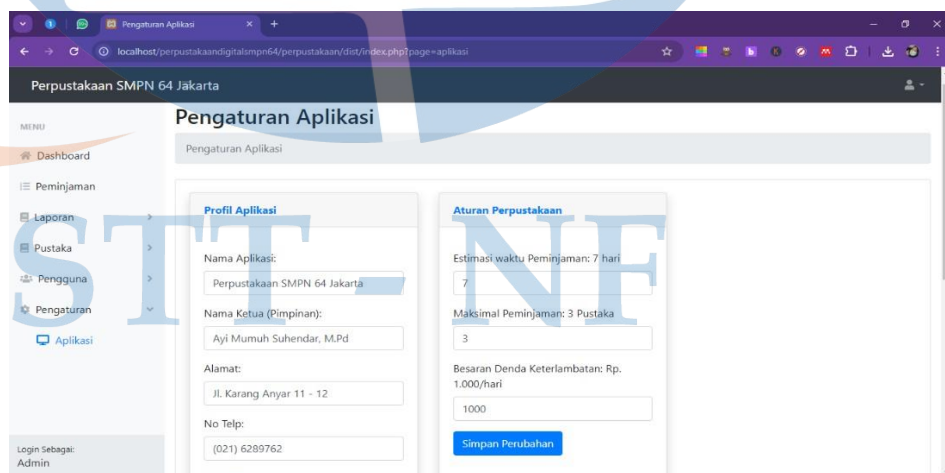 Pengaturan Aplikasi
localhost/perpustakaandigitalsmpn64/perpustakaan/dist/index.php?page=aplikasi
Perpustakaan SMPN 64 Jakarta
MENU
Dashboard
Peminjaman
Laporan
Pustaka
Pengguna
Pengaturan
Aplikasi
Login Sebagai:
Admin
Pengaturan Aplikasi
Pengaturan Aplikasi
Profil Aplikasi
Nama Aplikasi:
Perpustakaan SMPN 64 Jakarta
Nama Ketua (Pimpinan):
Ayi Mumuh Suhendar, M.Pd
Alamat:
Jl. Karang Anyar 11 - 12
No Telp:
(021) 6289762
Aturan Perpustakaan
Estimasi waktu Peminjaman: 7 hari
7
Maksimal Peminjaman: 3 Pustaka
3
Besaran Denda Keterlambatan: Rp.
1.000/hari
1000
Simpan Perubahan
STT - NF